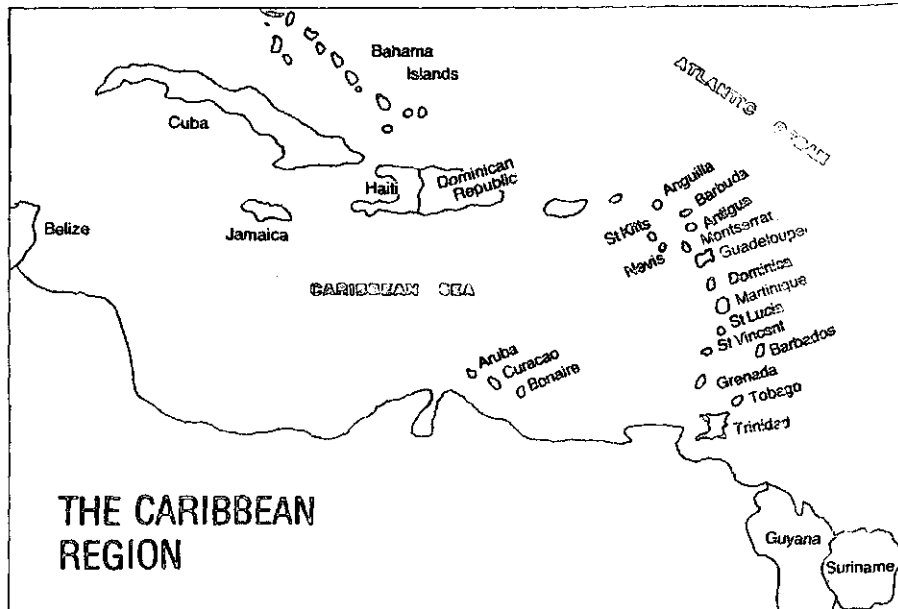 Bahama
Islands
ATLANTIC OCEAN
Cuba
Haiti
Dominican
Republic
Anguilla
Barbuda
St Kitts
Antigua
Nevis
Montserrat
Guadeloupe
Belize
Jamaica
Dominica
CARIBBEAN SEA
Martinique
St Lucia
St Vincent
Barbados
Aruba
Curacao
Bonaire
Grenada
Tobago
Trinidad
THE CARIBBEAN
REGION
Guyana
Suriname